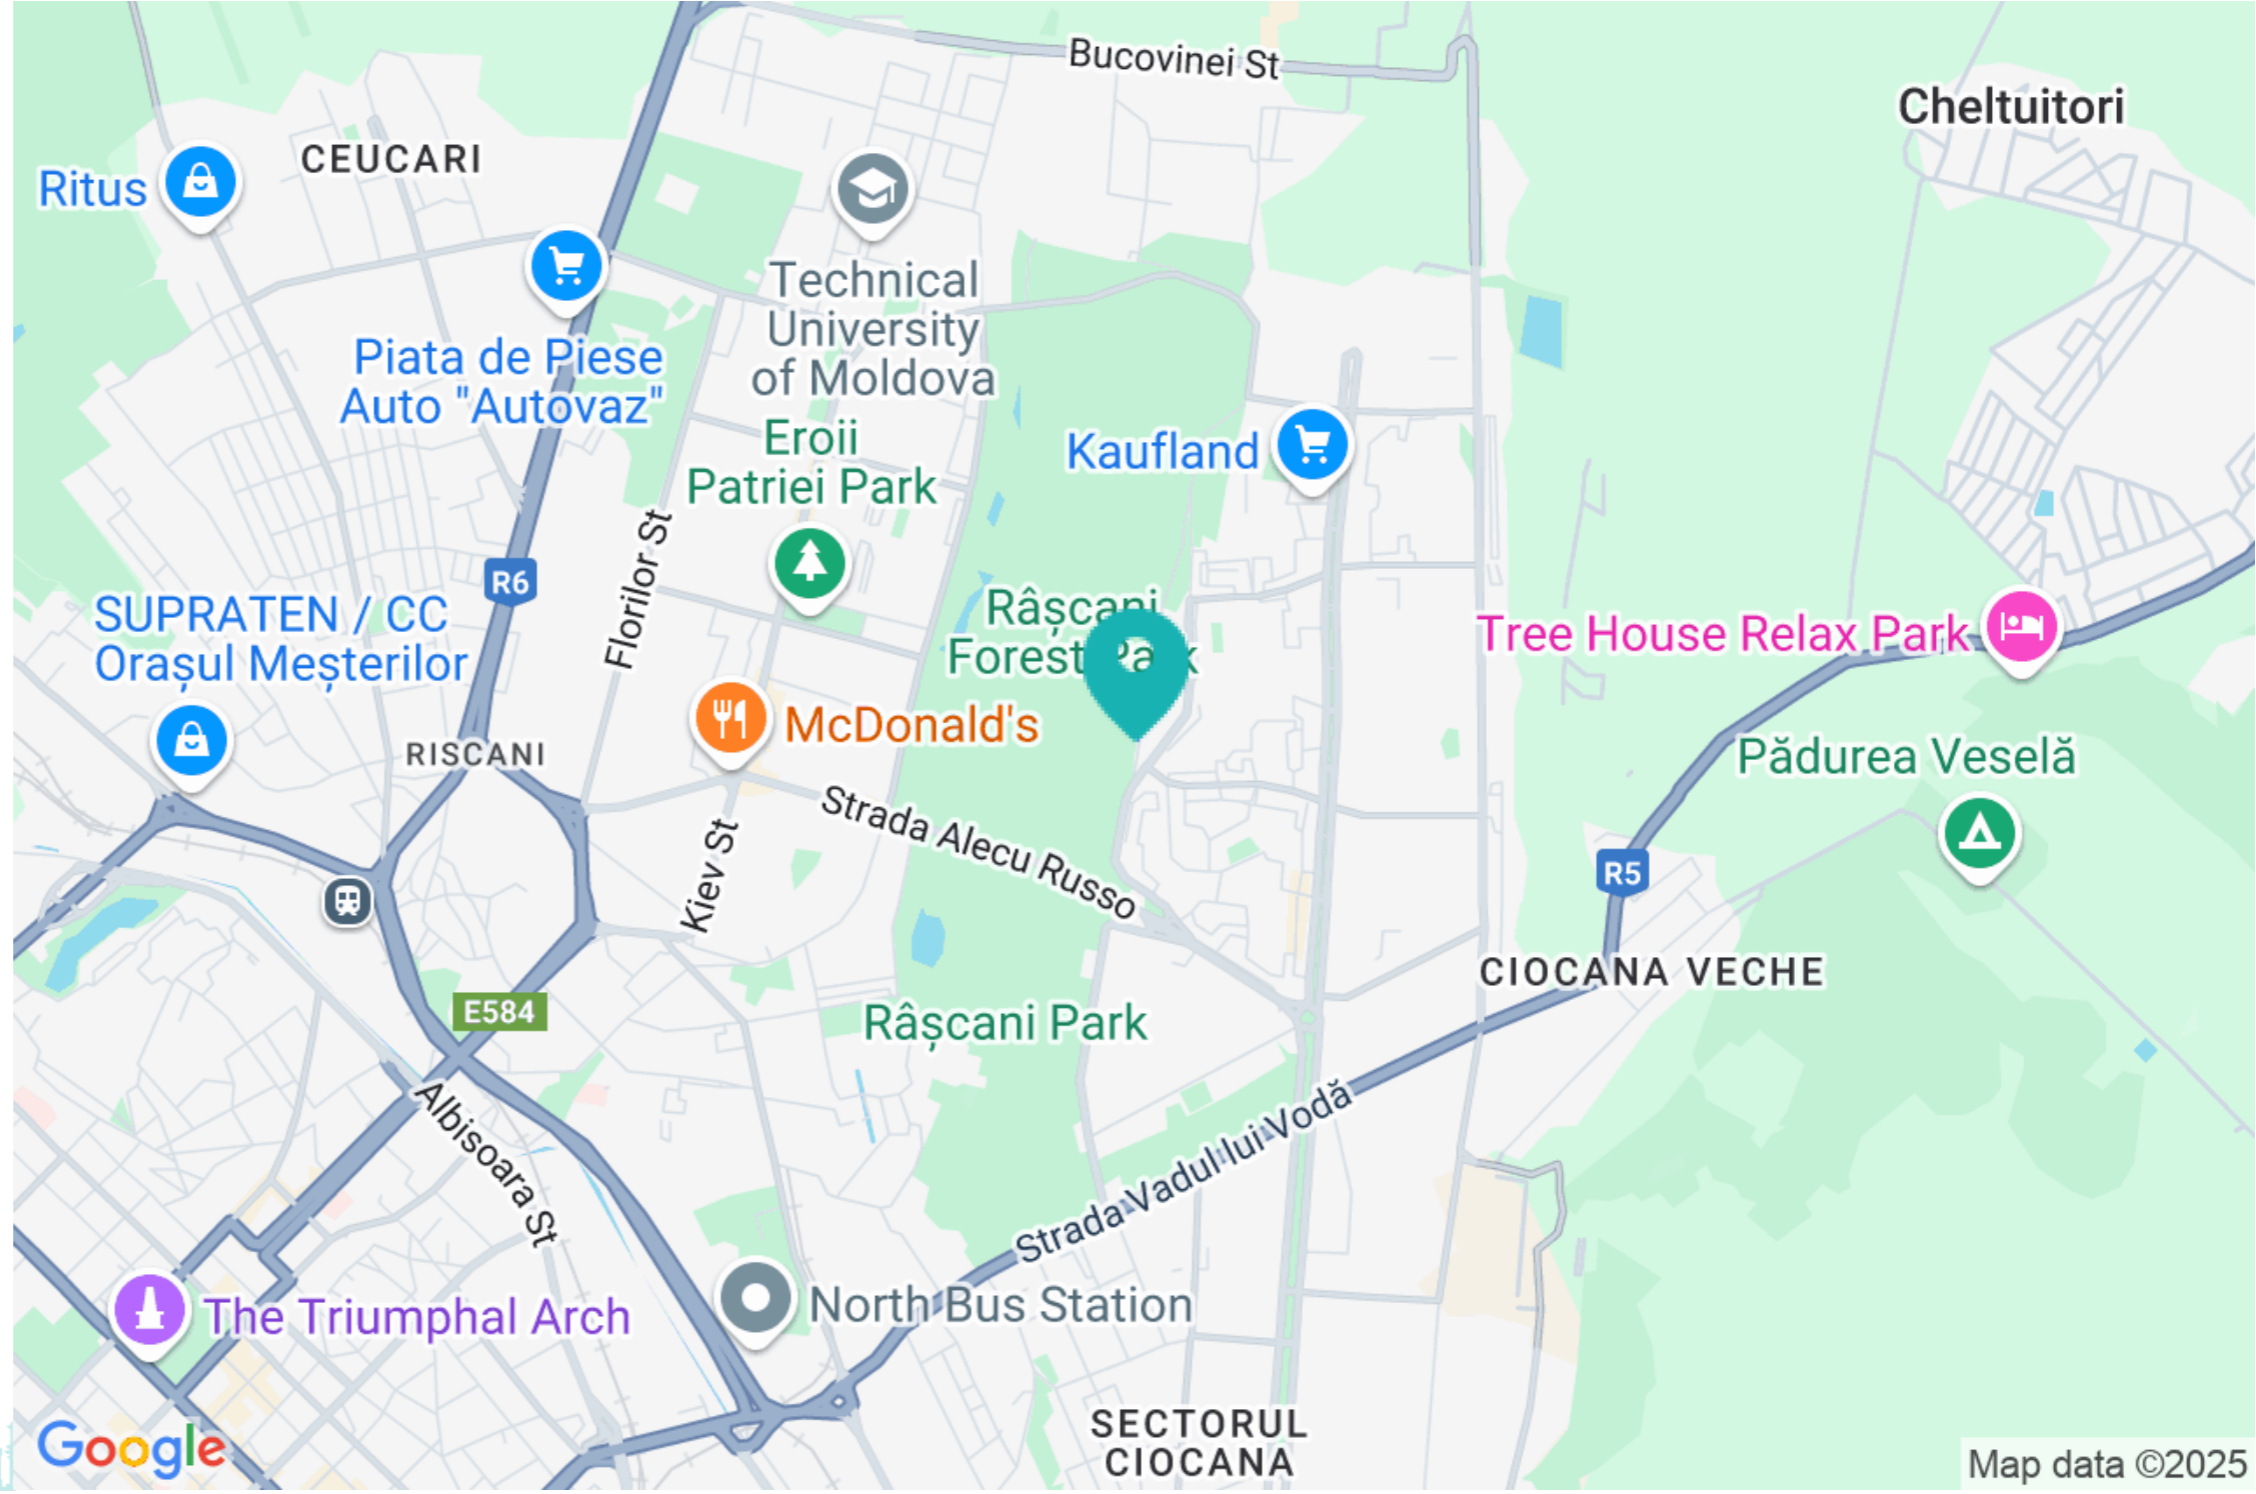 Bucovinei St
Cheltuitori
CEUCARI
Ritus
Technical
University
of Moldova
Piata de Piese
Auto "Autovaz"
Eroii
Patriei Park
Kaufland
Florilor St
R6
SUPRATEN / CC
Orașul Meșterilor
Râșcani
Forest Park
Tree House Relax Park
McDonald's
RISCANI
Pădurea Veselă
Strada Alecu Russo
Kiev St
R5
CIOCANA VECHE
E584
Râșcani Park
Albisoara St
Strada Vadul lui Vodă
North Bus Station
The Triumphal Arch
SECTORUL
CIOCANA
Google
Map data ©2025